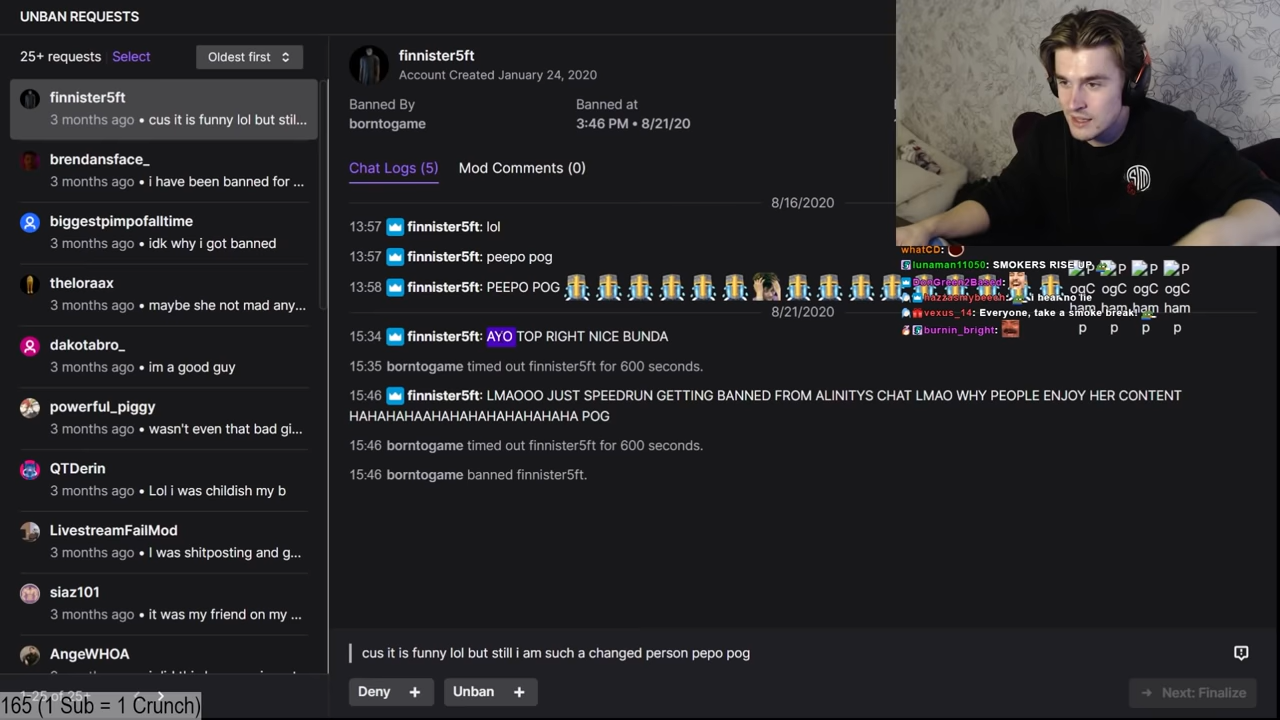 UNBAN REQUESTS
25+ requests Select Oldest first
finnister5ft
3 months ago • cus it is funny lol but stil...
brendansface_
3 months ago • i have been banned for ...
biggestpimpofalltime
3 months ago • idk why i got banned
theloraax
3 months ago • maybe she not mad any...
dakotabro_
3 months ago • im a good guy
powerful_piggy
3 months ago • wasn't even that bad gi...
QTDerin
3 months ago • Lol i was childish my b
LivestreamFailMod
3 months ago • I was shitposting and g...
siaz101
3 months ago • it was my friend on my ...
AngeWHOA
165 (1 Sub = 1 Crunch)
finnister5ft
Account Created January 24, 2020
Banned By Banned at
borntogame 3:46 PM • 8/21/20
Chat Logs (5) Mod Comments (0)
8/16/2020
13:57 finnister5ft: lol
13:57 finnister5ft: peepo pog
13:58 finnister5ft: PEEPO POG
8/21/2020
15:34 finnister5ft: AYO TOP RIGHT NICE BUNDA
15:35 borntogame timed out finnister5ft for 600 seconds.
15:46 finnister5ft: LMAOOO JUST SPEEDRUN GETTING BANNED FROM ALINITYS CHAT LMAO WHY PEOPLE ENJOY HER CONTENT
HAHAHAHAAHAHAHAHAHAHAHA POG
15:46 borntogame timed out finnister5ft for 600 seconds.
15:46 borntogame banned finnister5ft.
cus it is funny lol but still i am such a changed person pepo pog
Deny + Unban + Next: Finalize
TSM
whatCD:
lunaman11050: SMOKERS RISE UP
i hear no lie
vexus_14: Everyone, take a smoke break!
burnin_bright:
PogChamp PogChamp PogChamp PogChamp